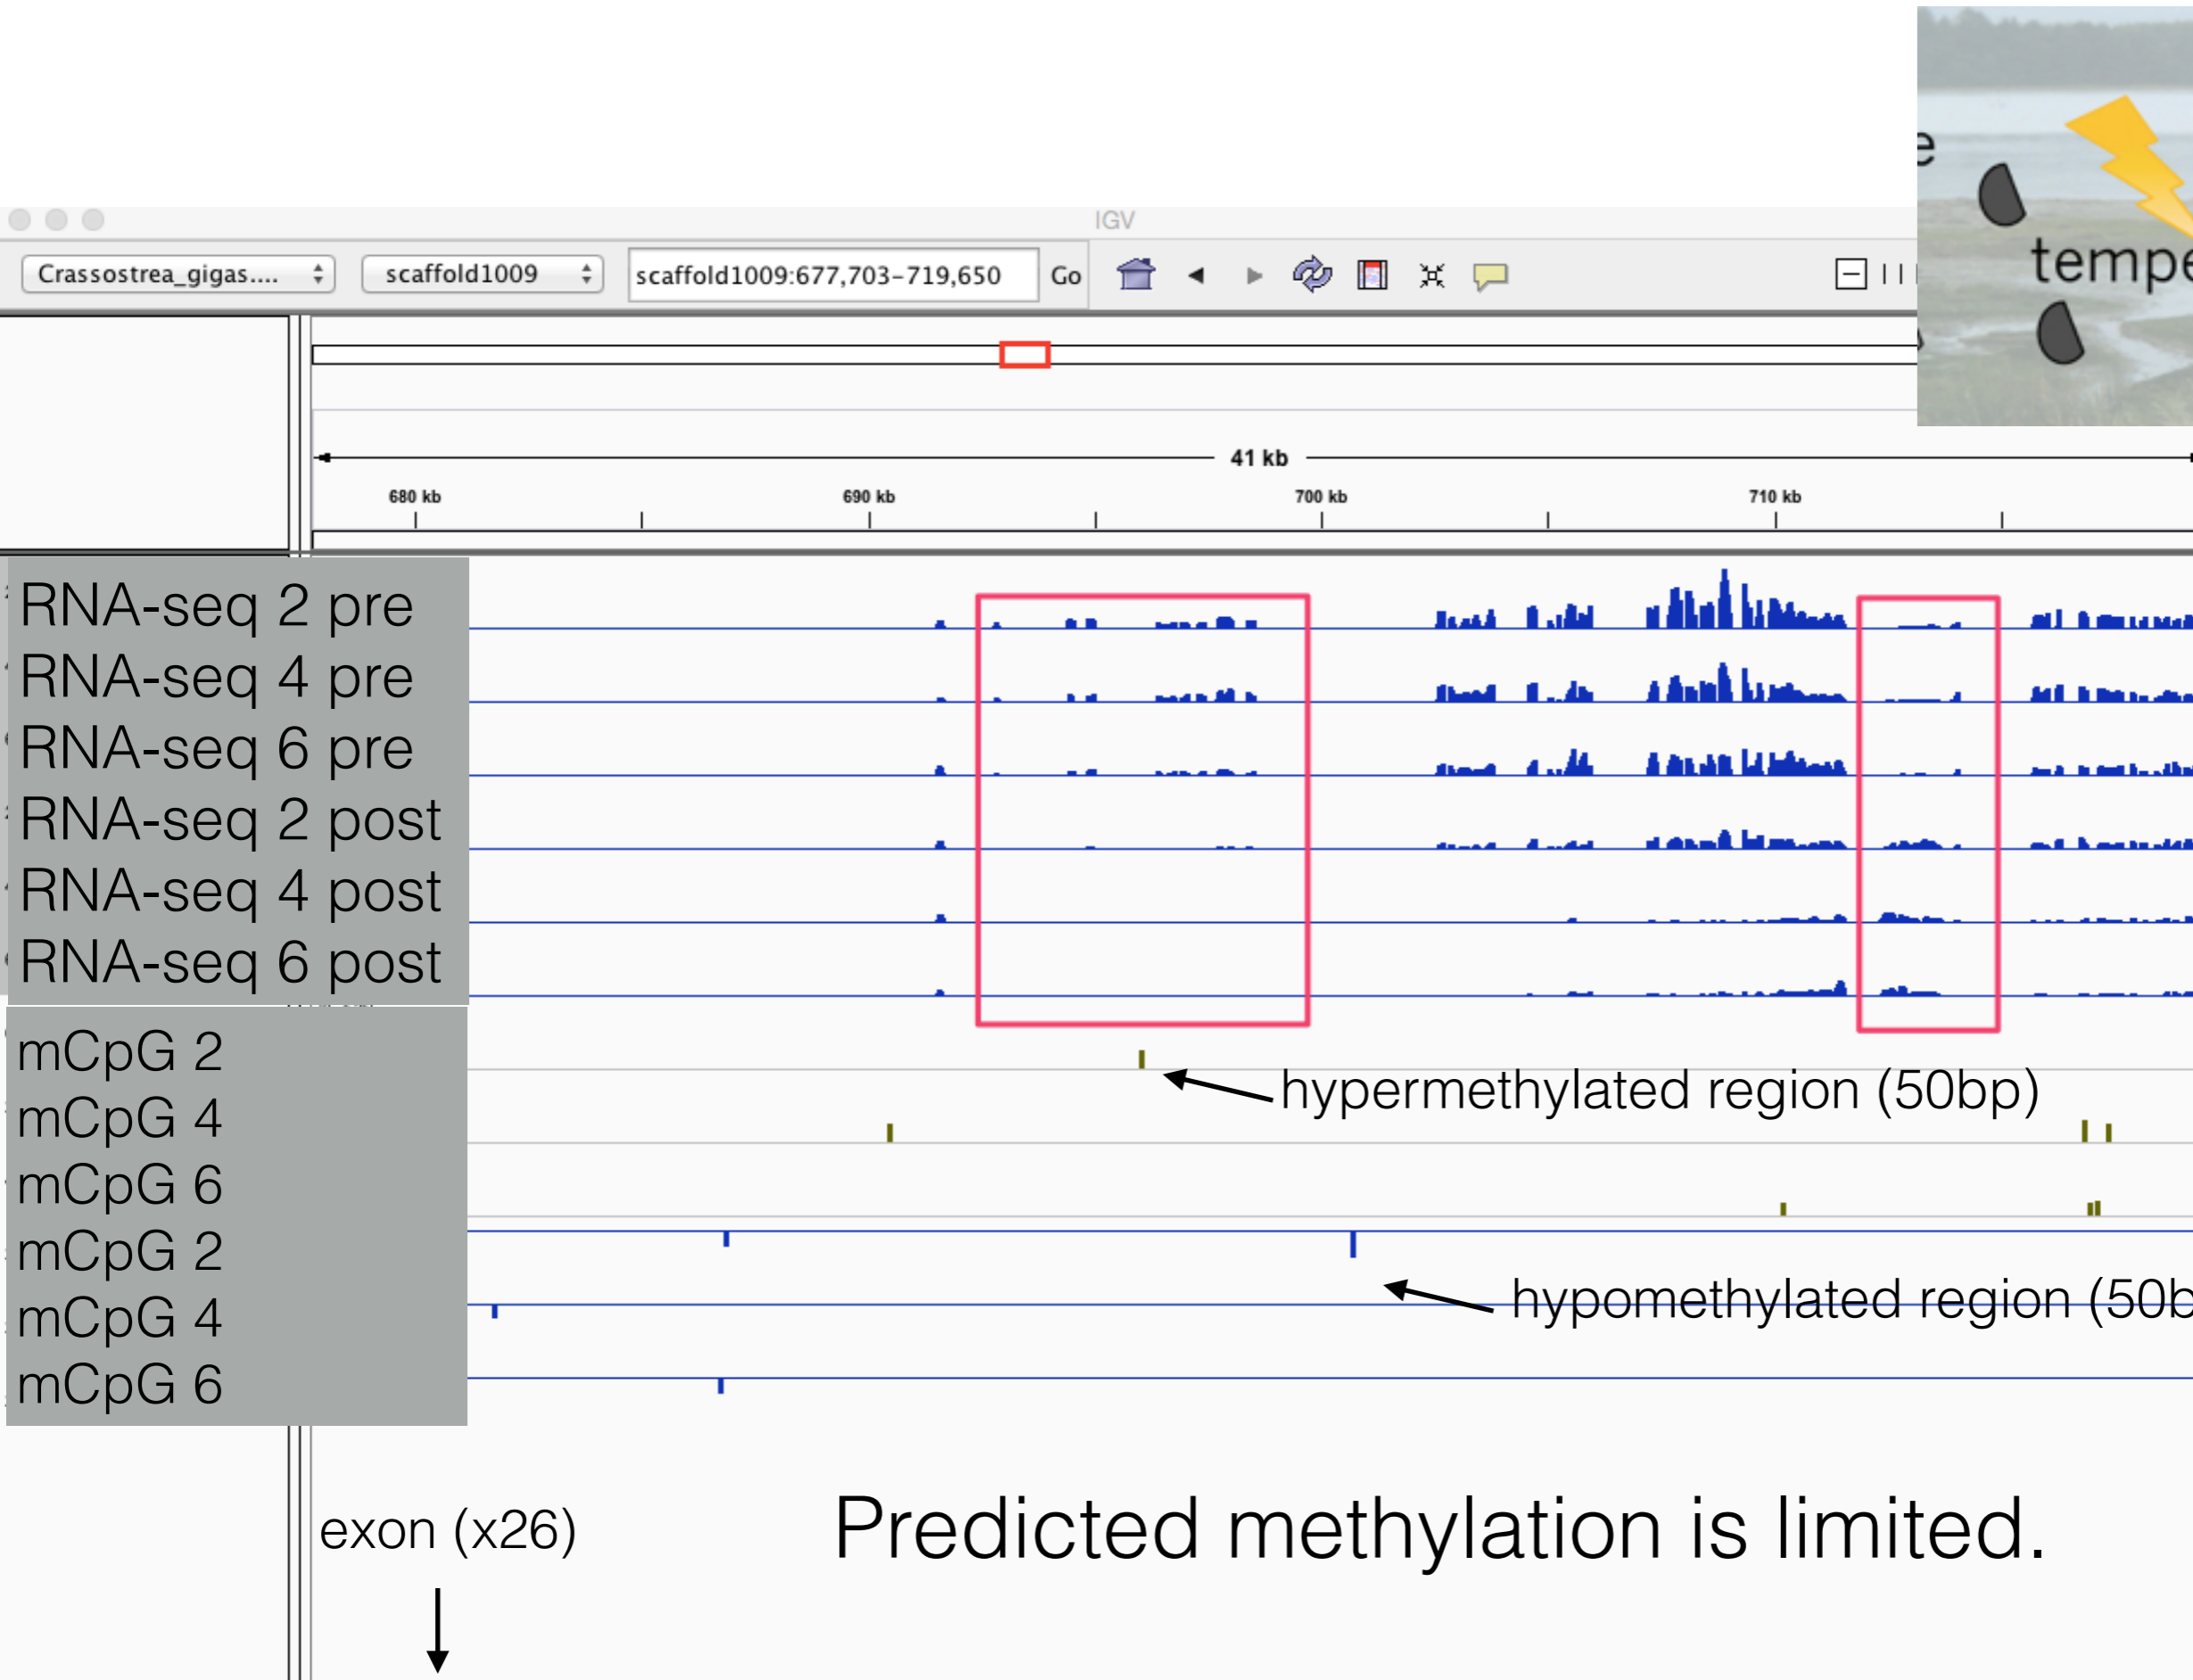 IGV
Crassostrea_gigas....
scaffold1009
scaffold1009:677,703-719,650
Go
e
tempe
41 kb
680 kb
690 kb
700 kb
710 kb
RNA-seq 2 pre
RNA-seq 4 pre
RNA-seq 6 pre
RNA-seq 2 post
RNA-seq 4 post
RNA-seq 6 post
mCpG 2
hypermethylated region (50bp)
mCpG 4
mCpG 6
mCpG 2
hypomethylated region (50b
mCpG 4
mCpG 6
exon (x26)
Predicted methylation is limited.